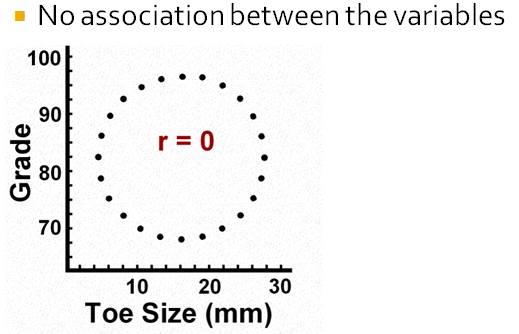 No association between the variables
100
90
80
70
Grade
r = 0
10 20 30
Toe Size (mm)